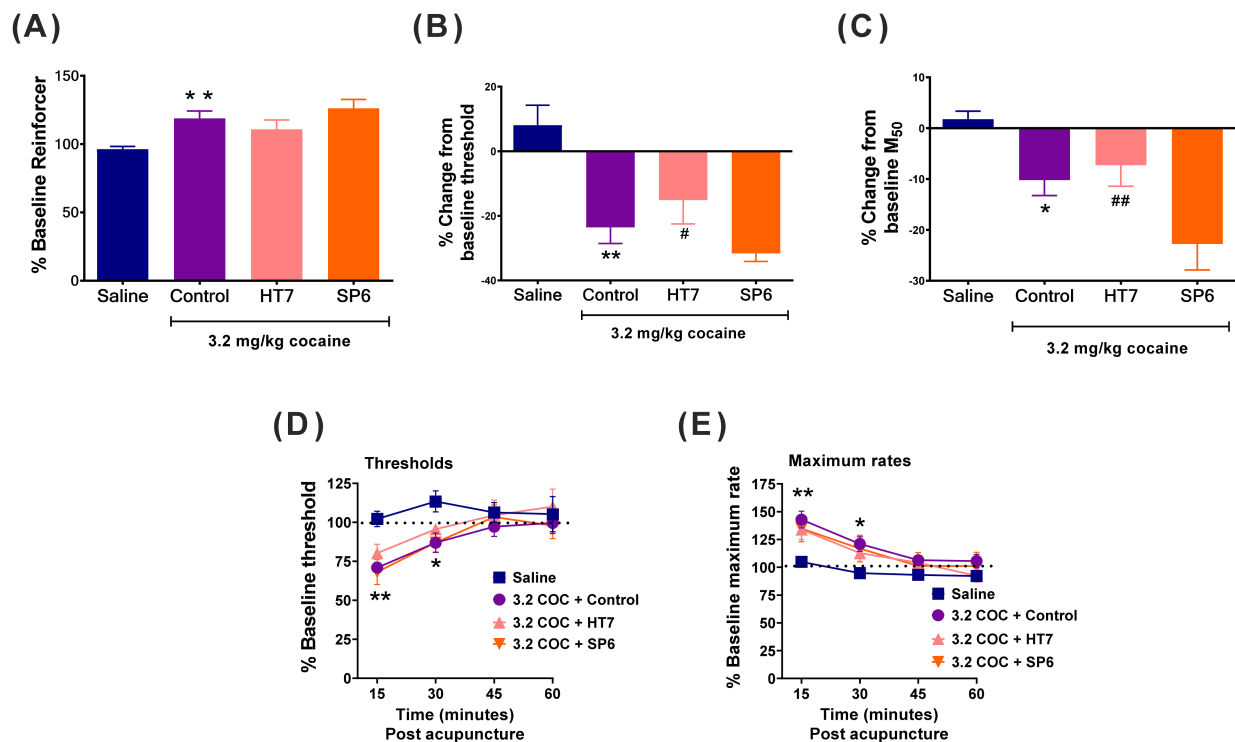 (A)
% Baseline Reinforcer
150
100
50
0
* *
Saline Control HT7 SP6
3.2 mg/kg cocaine
(B)
% Change from
baseline threshold
20
0
-20
-40
**
#
Saline Control HT7 SP6
3.2 mg/kg cocaine
(C)
% Change from
baseline M50
10
0
-10
-20
-30
*
##
Saline Control HT7 SP6
3.2 mg/kg cocaine
(D)
Thresholds
% Baseline threshold
125
100
75
50
25
0
**
*
Saline
3.2 COC + Control
3.2 COC + HT7
3.2 COC + SP6
15 30 45 60
Time (minutes)
Post acupuncture
(E)
Maximum rates
% Baseline maximum rate
175
150
125
100
75
50
25
0
**
*
Saline
3.2 COC + Control
3.2 COC + HT7
3.2 COC + SP6
15 30 45 60
Time (minutes)
Post acupuncture